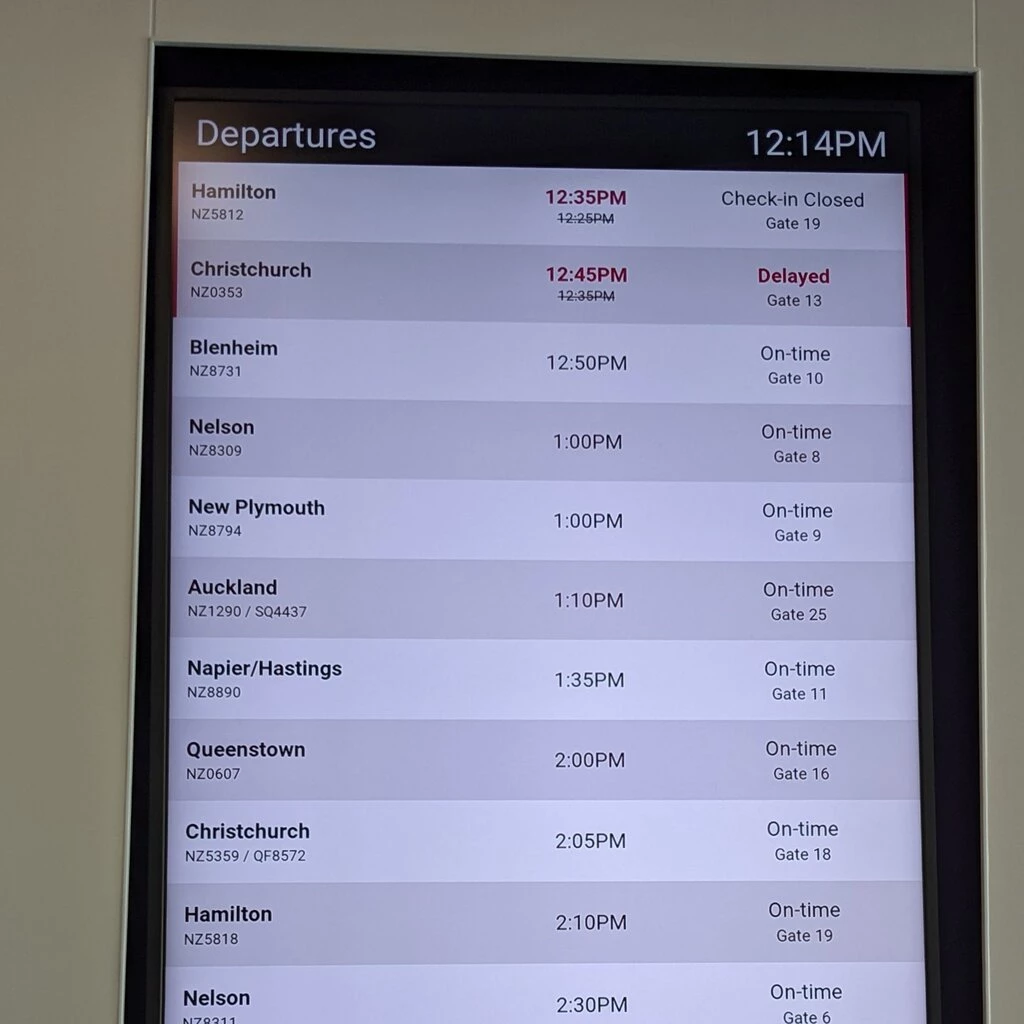 Departures 12:14PM
Hamilton 12:35PM Check-in Closed
NZ5812 12:25PM Gate 19
Christchurch 12:45PM Delayed
NZ0353 12:35PM Gate 13
Blenheim 12:50PM On-time
NZ8731 Gate 10
Nelson 1:00PM On-time
NZ8309 Gate 8
New Plymouth 1:00PM On-time
NZ8794 Gate 9
Auckland 1:10PM On-time
NZ1290 / SQ4437 Gate 25
Napier/Hastings 1:35PM On-time
NZ8890 Gate 11
Queenstown 2:00PM On-time
NZ0607 Gate 16
Christchurch 2:05PM On-time
NZ5359 / QF8572 Gate 18
Hamilton 2:10PM On-time
NZ5818 Gate 19
Nelson 2:30PM On-time
NZ8311 Gate 6